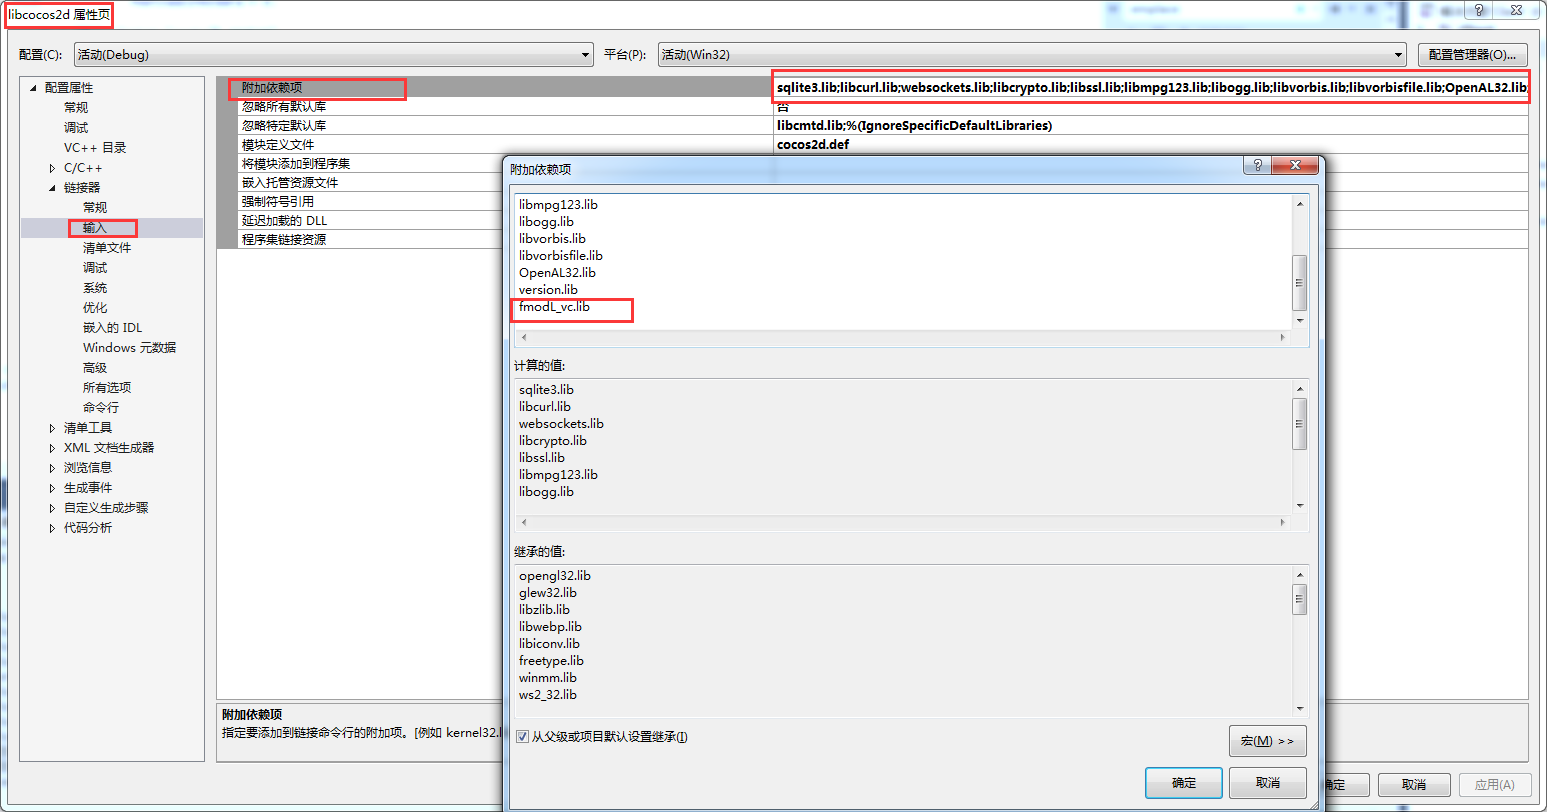 libcocos2d 属性页
配置(C): 活动(Debug) 平台(P): 活动(Win32) 配置管理器(O)...
配置属性
常规
调试
VC++ 目录
C/C++
链接器
常规
输入
清单文件
调试
系统
优化
嵌入的 IDL
Windows 元数据
高级
所有选项
命令行
清单工具
XML 文档生成器
浏览信息
生成事件
自定义生成步骤
代码分析
附加依赖项 sqlite3.lib;libcurl.lib;websockets.lib;libcrypto.lib;libssl.lib;libmpg123.lib;libogg.lib;libvorbis.lib;libvorbisfile.lib;OpenAL32.lib;
忽略所有默认库 否
忽略特定默认库 libcmtd.lib;%(IgnoreSpecificDefaultLibraries)
模块定义文件 cocos2d.def
将模块添加到程序集
嵌入托管资源文件
强制符号引用
延迟加载的 DLL
程序集链接资源
附加依赖项
libmpg123.lib
libogg.lib
libvorbis.lib
libvorbisfile.lib
OpenAL32.lib
version.lib
fmodL_vc.lib
计算的值:
sqlite3.lib
libcurl.lib
websockets.lib
libcrypto.lib
libssl.lib
libmpg123.lib
libogg.lib
继承的值:
opengl32.lib
glew32.lib
libzlib.lib
libwebp.lib
libiconv.lib
freetype.lib
winmm.lib
ws2_32.lib
从父级或项目默认设置继承(I)
宏(M) >>
确定 取消
附加依赖项
指定要添加到链接命令行的附加项。[例如 kernel32.l
确定 取消 应用(A)